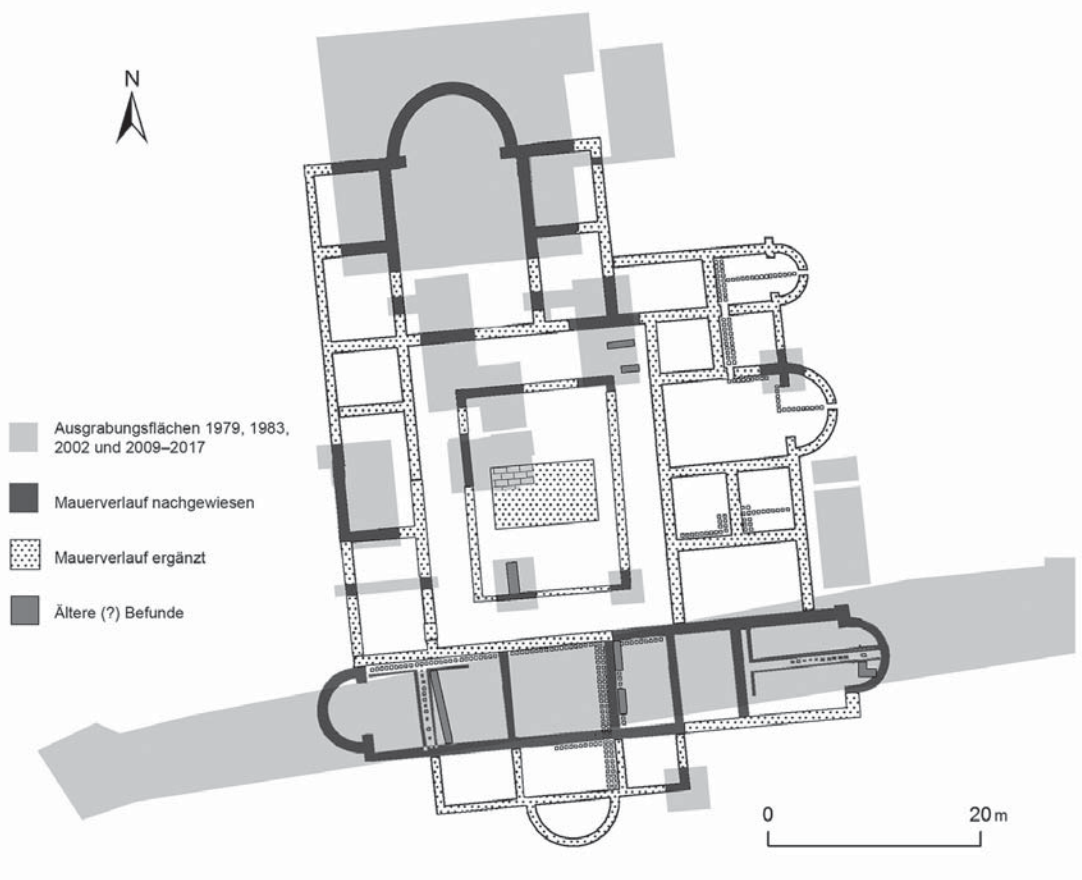 N
Ausgrabungsflächen 1979, 1983,
2002 und 2009–2017
Mauerverlauf nachgewiesen
Mauerverlauf ergänzt
Ältere (?) Befunde
0 20 m